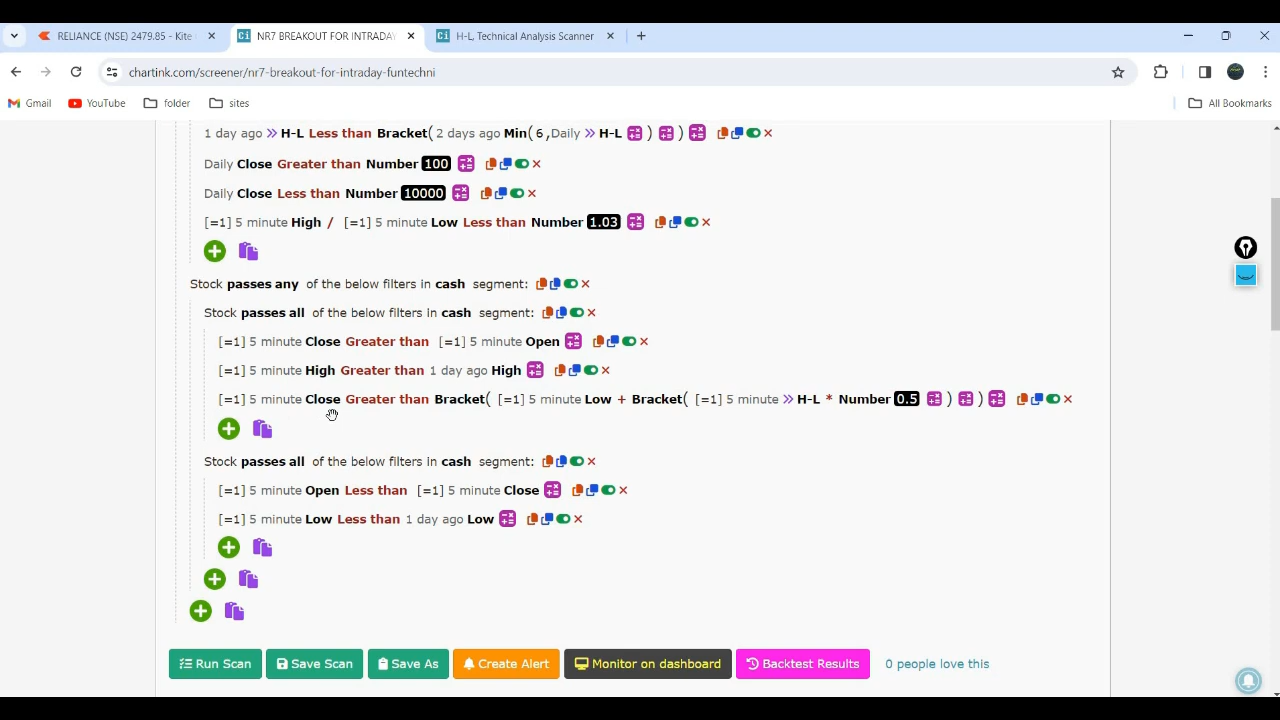 RELIANCE (NSE) 2479.85 - Kite
NR7 BREAKOUT FOR INTRADAY
H-L, Technical Analysis Scanner
chartink.com/screener/nr7-breakout-for-intraday-funtechni
Gmail YouTube folder sites All Bookmarks
1 day ago H-L Less than Bracket( 2 days ago Min( 6 , Daily H-L ) )
Daily Close Greater than Number 100
Daily Close Less than Number 10000
[=1] 5 minute High / [=1] 5 minute Low Less than Number 1.03
Stock passes any of the below filters in cash segment:
Stock passes all of the below filters in cash segment:
[=1] 5 minute Close Greater than [=1] 5 minute Open
[=1] 5 minute High Greater than 1 day ago High
[=1] 5 minute Close Greater than Bracket( [=1] 5 minute Low + Bracket( [=1] 5 minute H-L * Number 0.5 ) )
Stock passes all of the below filters in cash segment:
[=1] 5 minute Open Less than [=1] 5 minute Close
[=1] 5 minute Low Less than 1 day ago Low
Run Scan Save Scan Save As Create Alert Monitor on dashboard Backtest Results 0 people love this